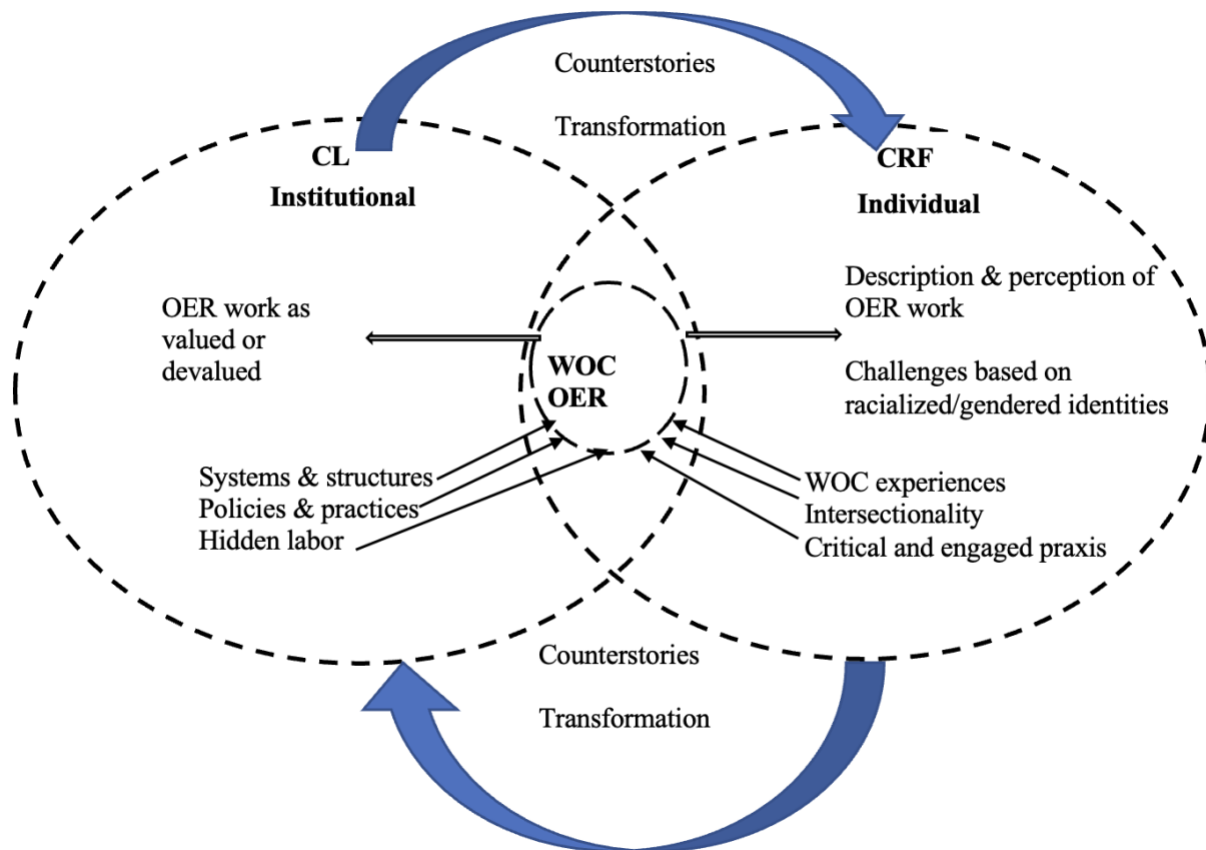 Counterstories
Transformation
CL
Institutional
CRF
Individual
OER work as
valued or
devalued
WOC
OER
Description & perception of
OER work
Challenges based on
racialized/gendered identities
Systems & structures
Policies & practices
Hidden labor
WOC experiences
Intersectionality
Critical and engaged praxis
Counterstories
Transformation